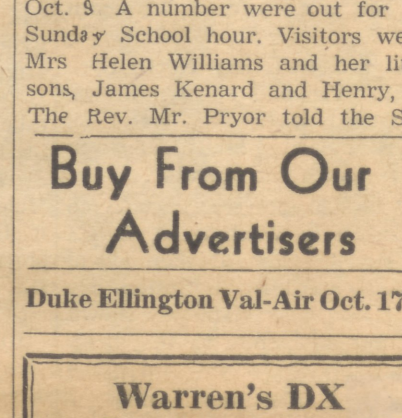 Oct. 9 A number were out for
Sunday School hour. Visitors we
Mrs Helen Williams and her li
sons, James Kenard and Henry,
The Rev. Mr. Pryor told the S
Buy From Our
Advertisers
Duke Ellington Val-Air Oct. 17
Warren's DX